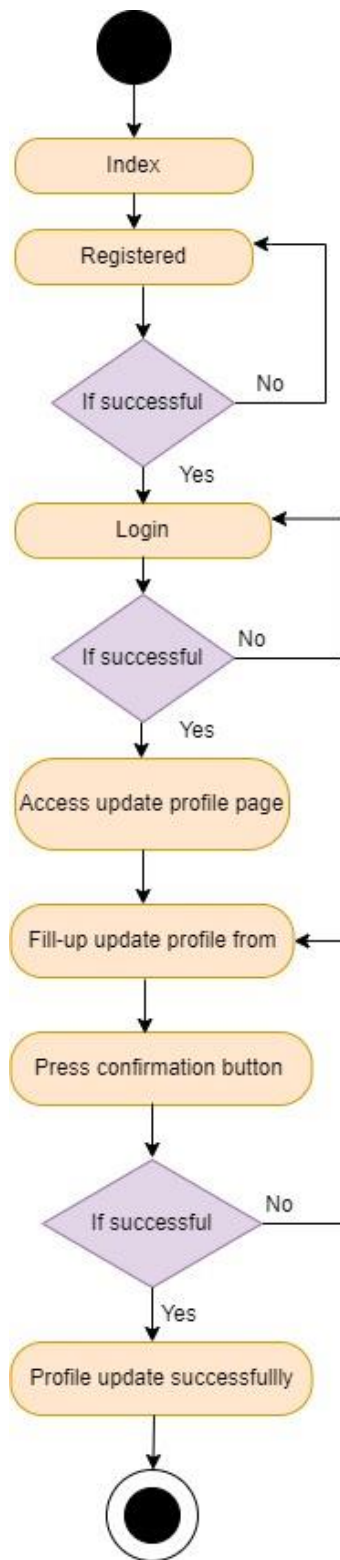 Index
Registered
If successful
No
Yes
Login
If successful
No
Yes
Access update profile page
Fill-up update profile from
Press confirmation button
If successful
No
Yes
Profile update successfullly